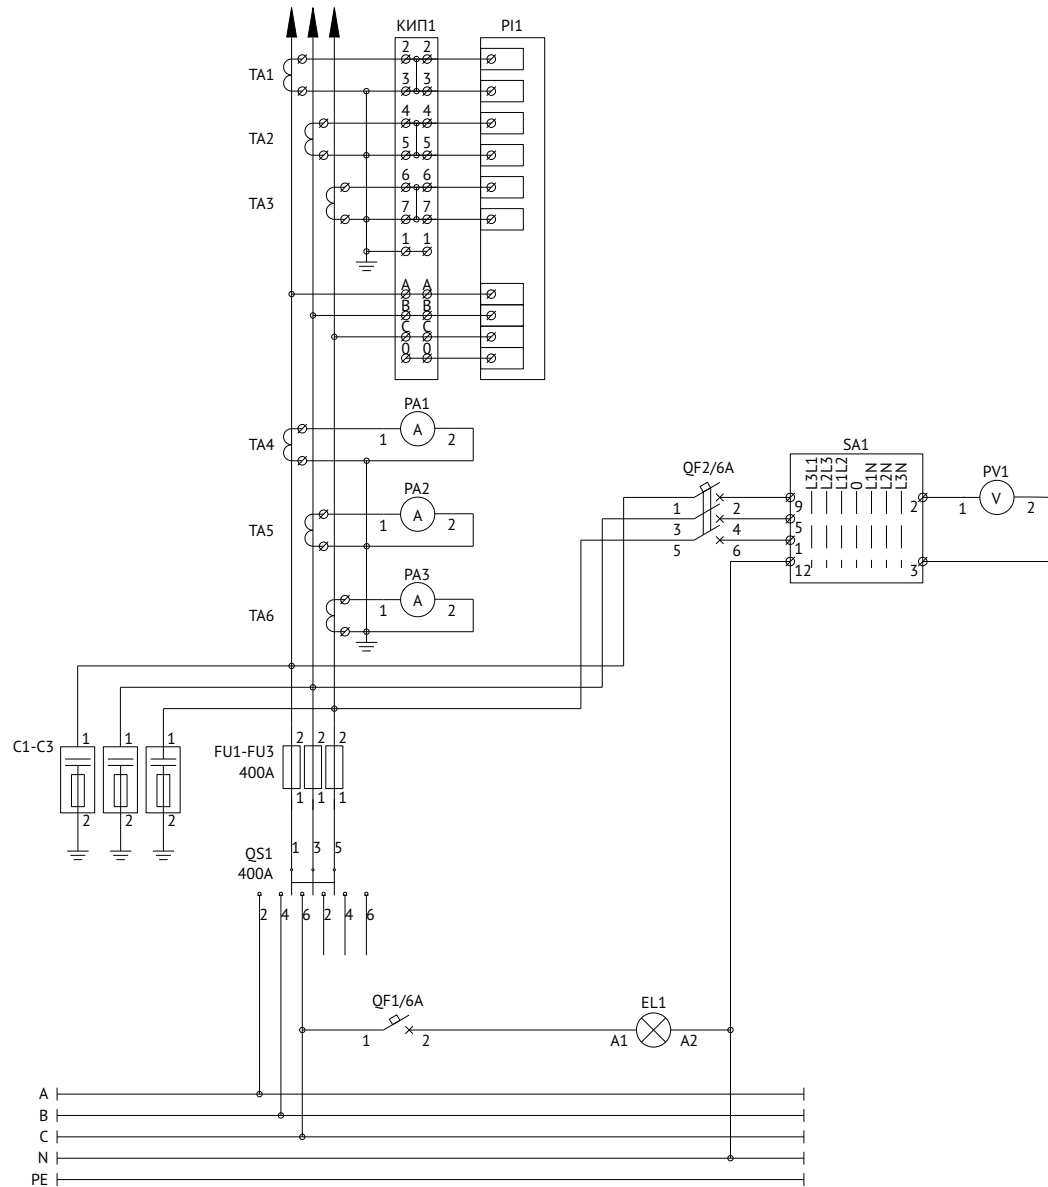 КИП1
PI1
TA1
2 2
3 3
TA2
4 4
5 5
TA3
6 6
7 7
1 1
A A
B B
C C
0 0
PA1
TA4
1 A 2
PA2
TA5
1 A 2
PA3
TA6
1 A 2
QF2/6A
1 2
3 4
5 6
SA1
L3L1
L2L3
L1L2
0
L1N
L2N
L3N
9 2
5
1
12 3
PV1
1 V 2
C1-C3
1 1 1
2 2 2
FU1-FU3
400A
2 2 2
1 1 1
QS1
400A
1 3 5
2 4 6 2 4 6
QF1/6A
1 2
EL1
A1 A2
A
B
C
N
PE